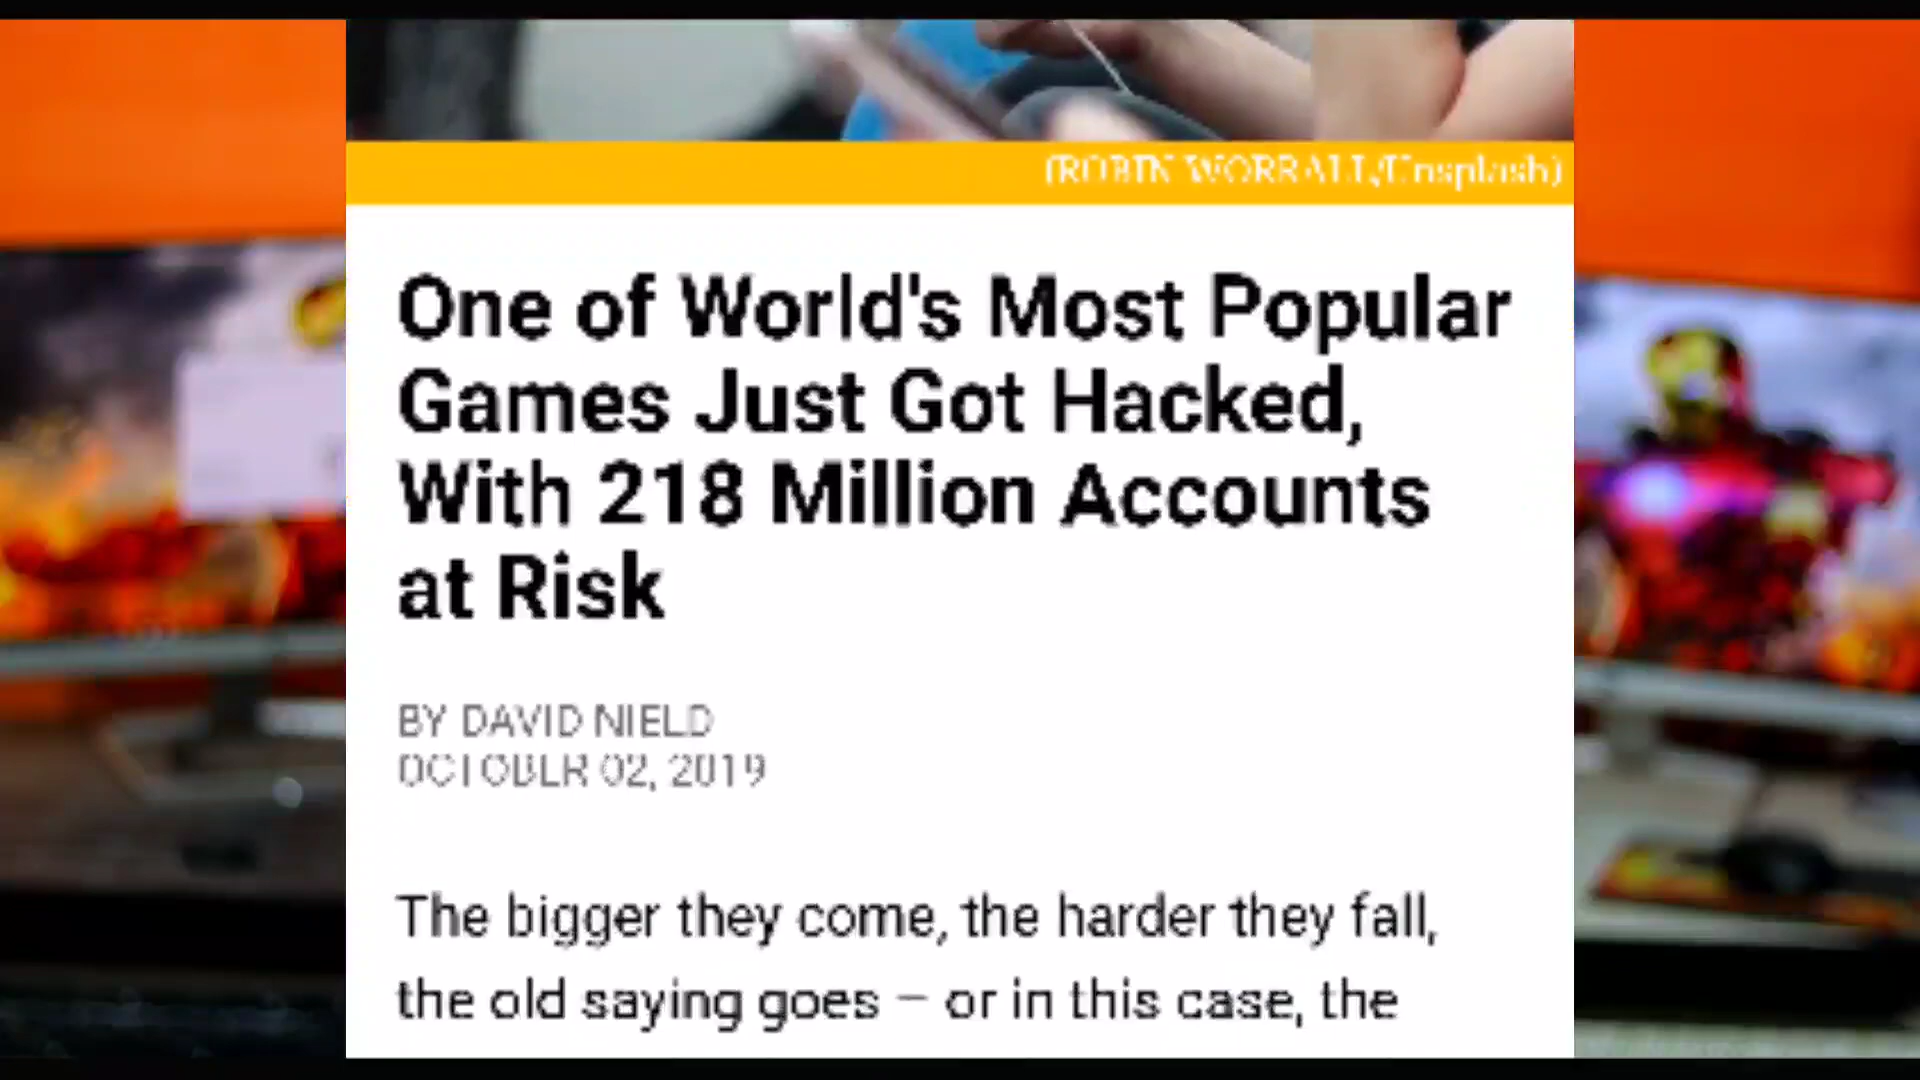 (ROBIN WORRALL/Unsplash)
One of World's Most Popular
Games Just Got Hacked,
With 218 Million Accounts
at Risk
BY DAVID NIELD
OCTOBER 02, 2019
The bigger they come, the harder they fall,
the old saying goes – or in this case, the